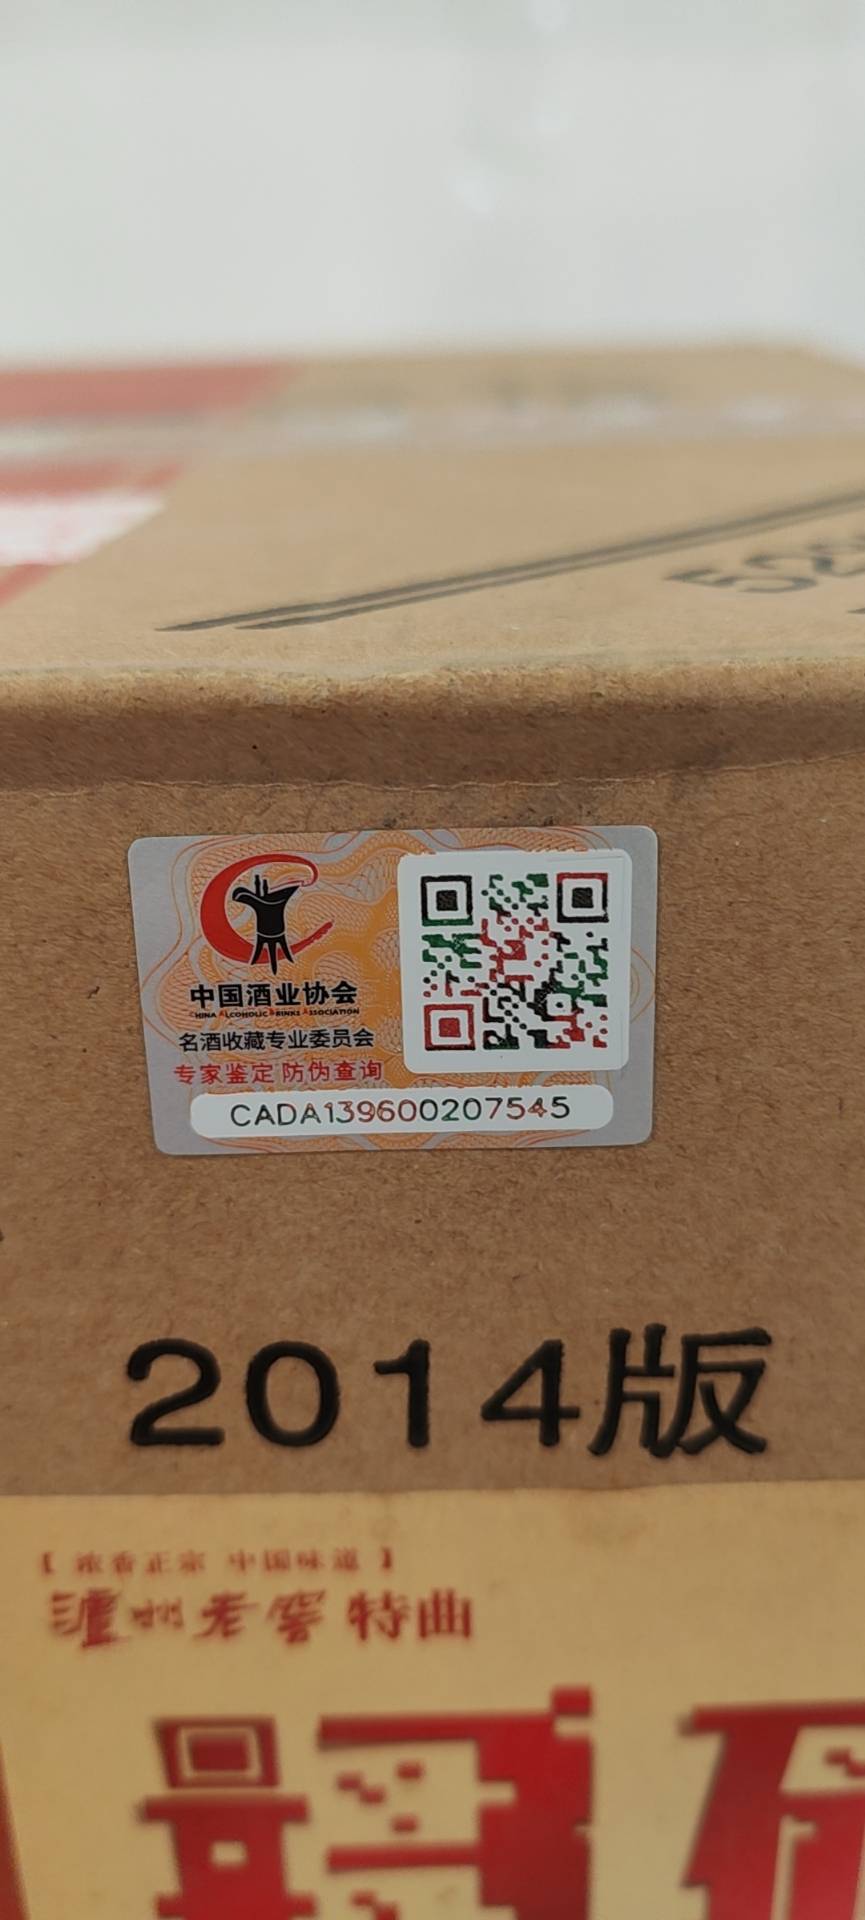 52
中国酒业协会
CHINA ALCOHOLIC DRINKS ASSOCIATION
名酒收藏专业委员会
专家鉴定 防伪查询
CADA139600207545
2014版
【 浓香正宗 中国味道 】
泸州老窖 特曲